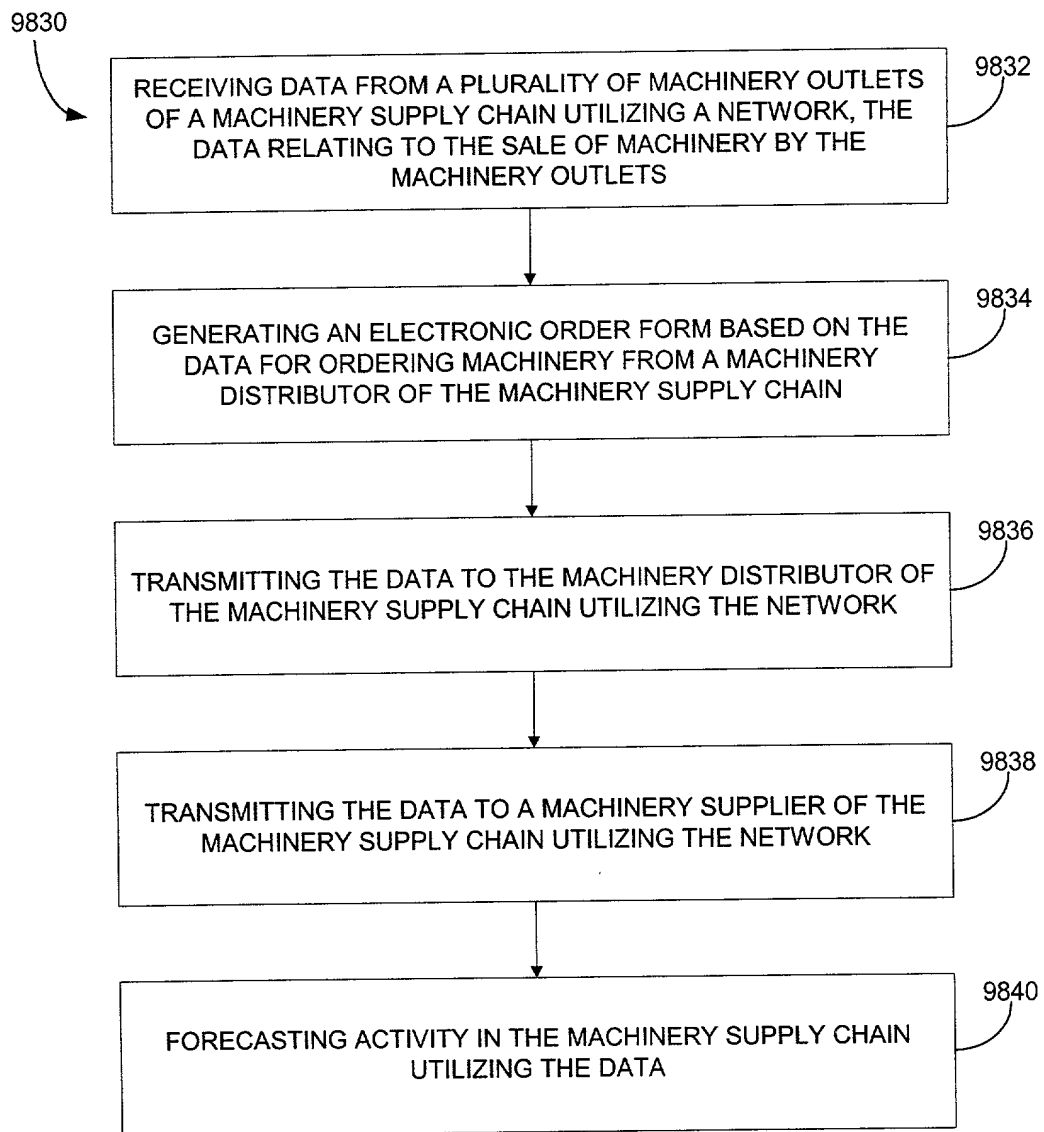 9830
9832
RECEIVING DATA FROM A PLURALITY OF MACHINERY OUTLETS
OF A MACHINERY SUPPLY CHAIN UTILIZING A NETWORK, THE
DATA RELATING TO THE SALE OF MACHINERY BY THE
MACHINERY OUTLETS
9834
GENERATING AN ELECTRONIC ORDER FORM BASED ON THE
DATA FOR ORDERING MACHINERY FROM A MACHINERY
DISTRIBUTOR OF THE MACHINERY SUPPLY CHAIN
9836
TRANSMITTING THE DATA TO THE MACHINERY DISTRIBUTOR OF
THE MACHINERY SUPPLY CHAIN UTILIZING THE NETWORK
9838
TRANSMITTING THE DATA TO A MACHINERY SUPPLIER OF THE
MACHINERY SUPPLY CHAIN UTILIZING THE NETWORK
9840
FORECASTING ACTIVITY IN THE MACHINERY SUPPLY CHAIN
UTILIZING THE DATA